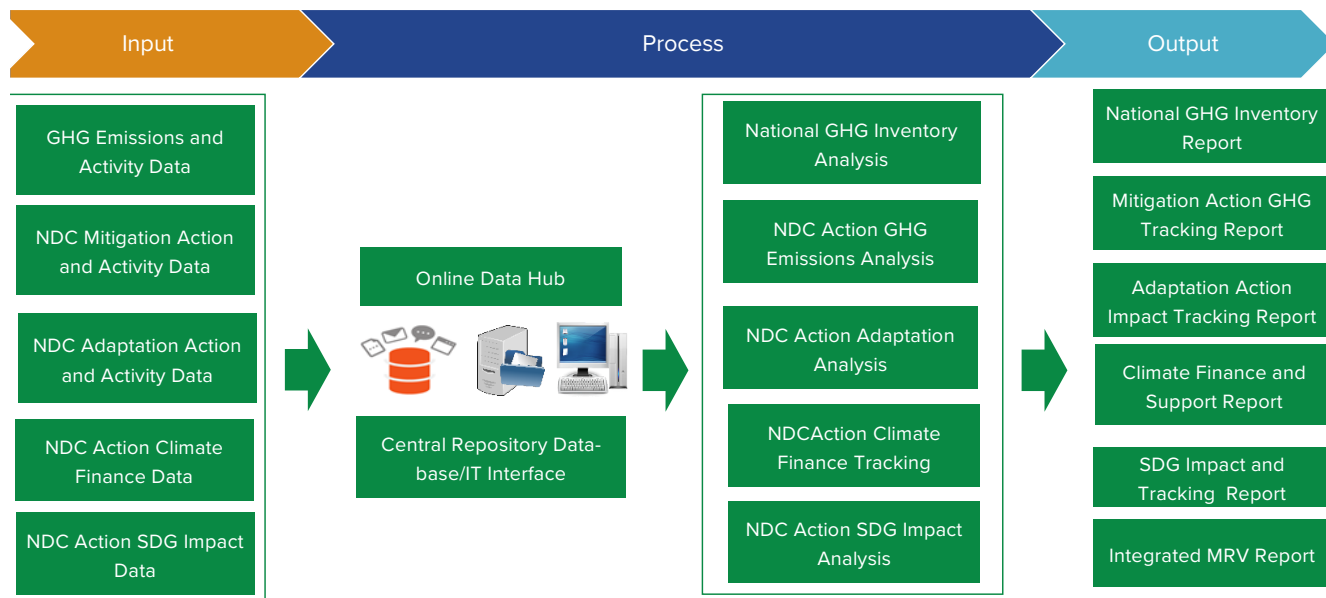 Input
Process
Output
GHG Emissions and
Activity Data
NDC Mitigation Action
and Activity Data
NDC Adaptation Action
and Activity Data
NDC Action Climate
Finance Data
NDC Action SDG Impact
Data
Online Data Hub
Central Repository Data-
base/IT Interface
National GHG Inventory
Analysis
NDC Action GHG
Emissions Analysis
NDC Action Adaptation
Analysis
NDCAction Climate
Finance Tracking
NDC Action SDG Impact
Analysis
National GHG Inventory
Report
Mitigation Action GHG
Tracking Report
Adaptation Action
Impact Tracking Report
Climate Finance and
Support Report
SDG Impact and
Tracking Report
Integrated MRV Report